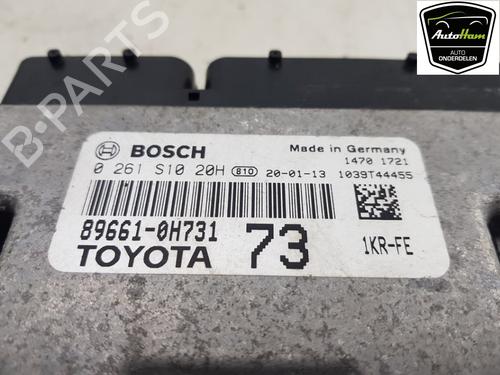 AutoHam
AUTO
ONDERDELEN
B-PARTS
BOSCH
Made in Germany
1470 1721
0 261 S10 20H 810 20-01-13 1039T44455
89661-0H731
TOYOTA
73
1KR-FE